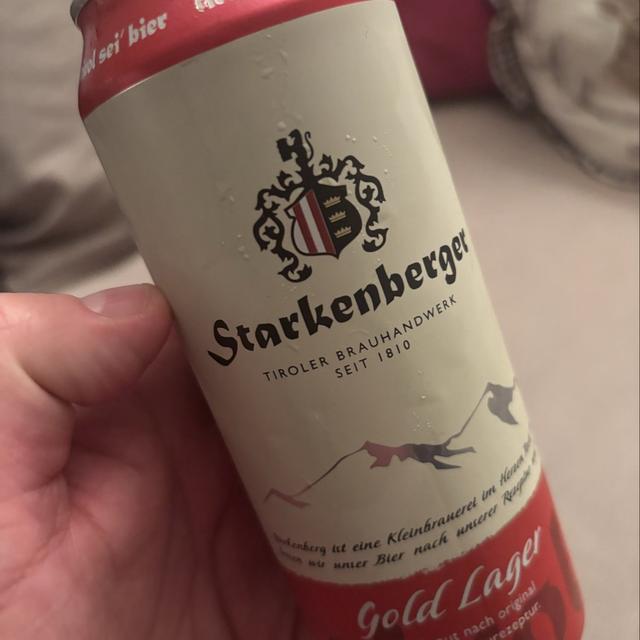 sei' bier
Starkenberger
TIROLER BRAUHANDWERK
SEIT 1810
ist eine Kleinbrauerei im Herzen
wir unser Bier nach unserer
Gold Lager
nach original